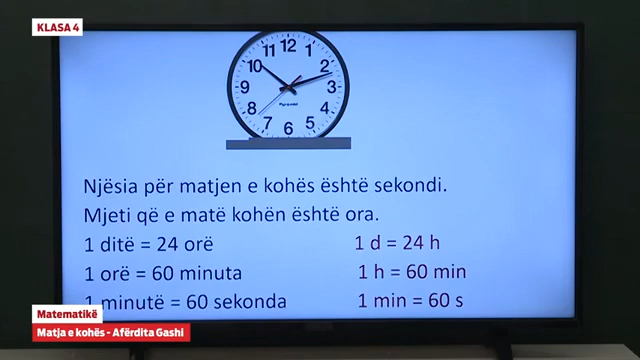 KLASA 4
12
1
2
3
4
5
6
7
8
9
10
Njësia për matjen e kohës është sekondi.
Mjeti që e matë kohën është ora.
1 ditë = 24 orë 1 d = 24 h
1 orë = 60 minuta 1 h = 60 min
1 minutë = 60 sekonda 1 min = 60 s
Matematikë
Matja e kohës - Afërdita Gashi